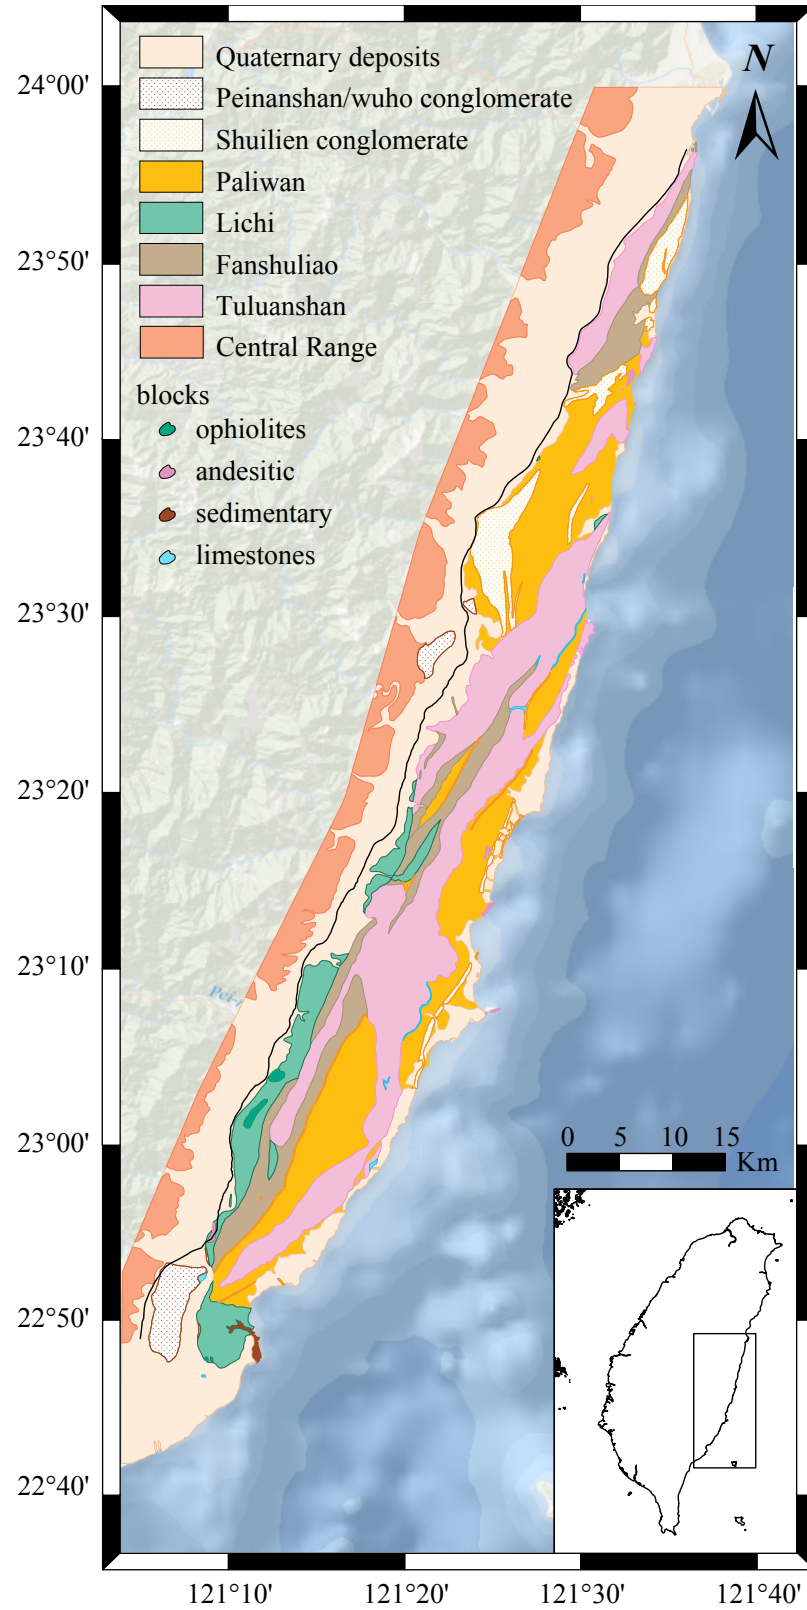 N
Quaternary deposits
Peinanshan/wuho conglomerate
Shuilien conglomerate
Paliwan
Lichi
Fanshuliao
Tuluanshan
Central Range
blocks
ophiolites
andesitic
sedimentary
limestones
24°00'
23°50'
23°40'
23°30'
23°20'
23°10'
23°00'
22°50'
22°40'
0 5 10 15
Km
121°10' 121°20' 121°30' 121°40'